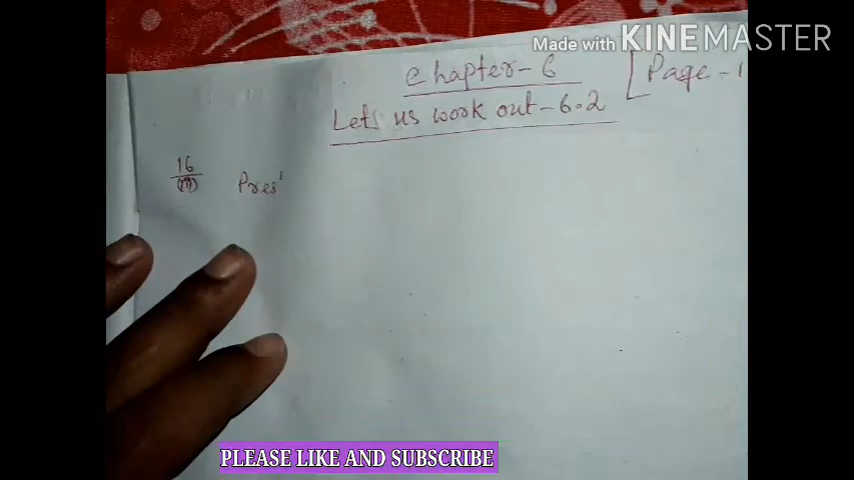 Made with KINEMASTER
Chapter-6 [Page-1
Lets us work out-6.2
16
Pres'
PLEASE LIKE AND SUBSCRIBE